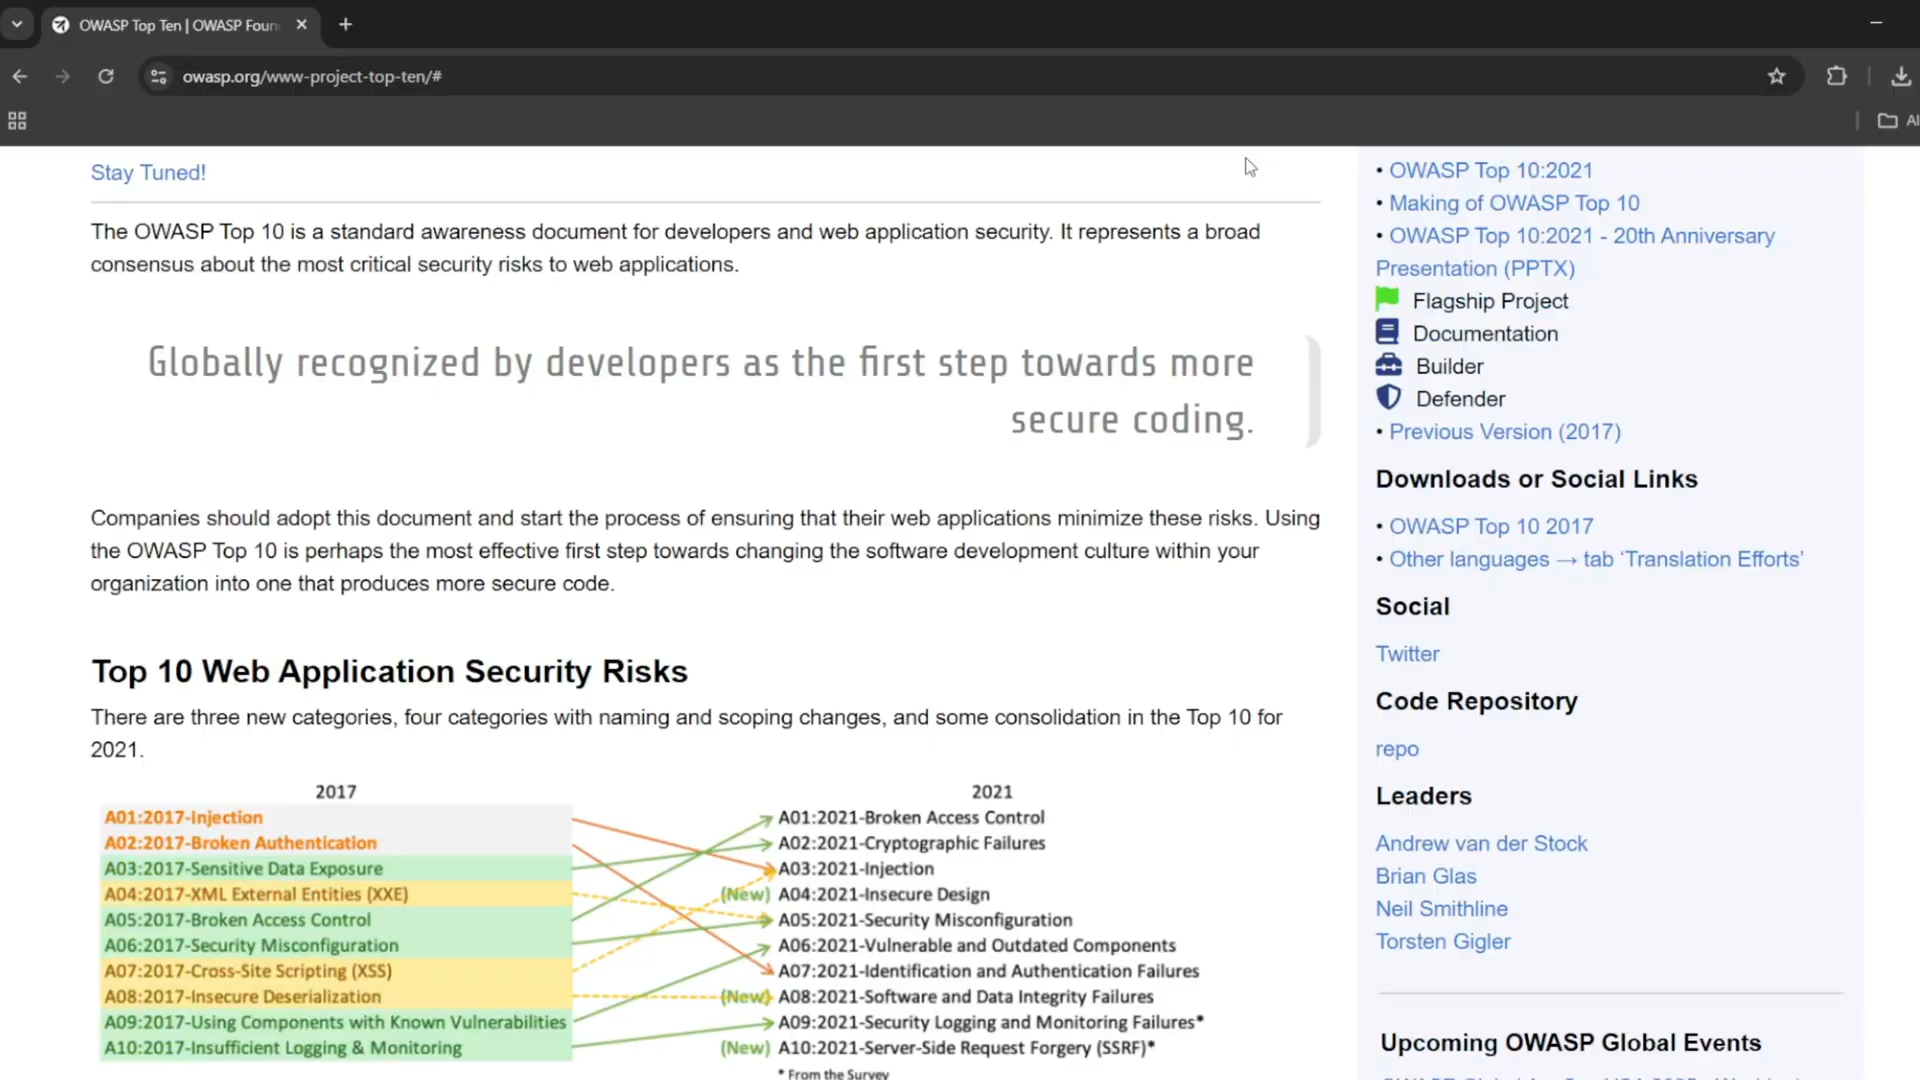 OWASP Top Ten | OWASP Foun
owasp.org/www-project-top-ten/#
Stay Tuned!
The OWASP Top 10 is a standard awareness document for developers and web application security. It represents a broad
consensus about the most critical security risks to web applications.
Globally recognized by developers as the first step towards more
secure coding.
Companies should adopt this document and start the process of ensuring that their web applications minimize these risks. Using
the OWASP Top 10 is perhaps the most effective first step towards changing the software development culture within your
organization into one that produces more secure code.
Top 10 Web Application Security Risks
There are three new categories, four categories with naming and scoping changes, and some consolidation in the Top 10 for
2021.
2017
A01:2017-Injection
A02:2017-Broken Authentication
A03:2017-Sensitive Data Exposure
A04:2017-XML External Entities (XXE)
A05:2017-Broken Access Control
A06:2017-Security Misconfiguration
A07:2017-Cross-Site Scripting (XSS)
A08:2017-Insecure Deserialization
A09:2017-Using Components with Known Vulnerabilities
A10:2017-Insufficient Logging & Monitoring
2021
A01:2021-Broken Access Control
A02:2021-Cryptographic Failures
A03:2021-Injection
(New) A04:2021-Insecure Design
A05:2021-Security Misconfiguration
A06:2021-Vulnerable and Outdated Components
A07:2021-Identification and Authentication Failures
(New) A08:2021-Software and Data Integrity Failures
A09:2021-Security Logging and Monitoring Failures*
(New) A10:2021-Server-Side Request Forgery (SSRF)*
* From the Survey
• OWASP Top 10:2021
• Making of OWASP Top 10
• OWASP Top 10:2021 - 20th Anniversary
Presentation (PPTX)
Flagship Project
Documentation
Builder
Defender
• Previous Version (2017)
Downloads or Social Links
• OWASP Top 10 2017
• Other languages → tab ‘Translation Efforts’
Social
Twitter
Code Repository
repo
Leaders
Andrew van der Stock
Brian Glas
Neil Smithline
Torsten Gigler
Upcoming OWASP Global Events